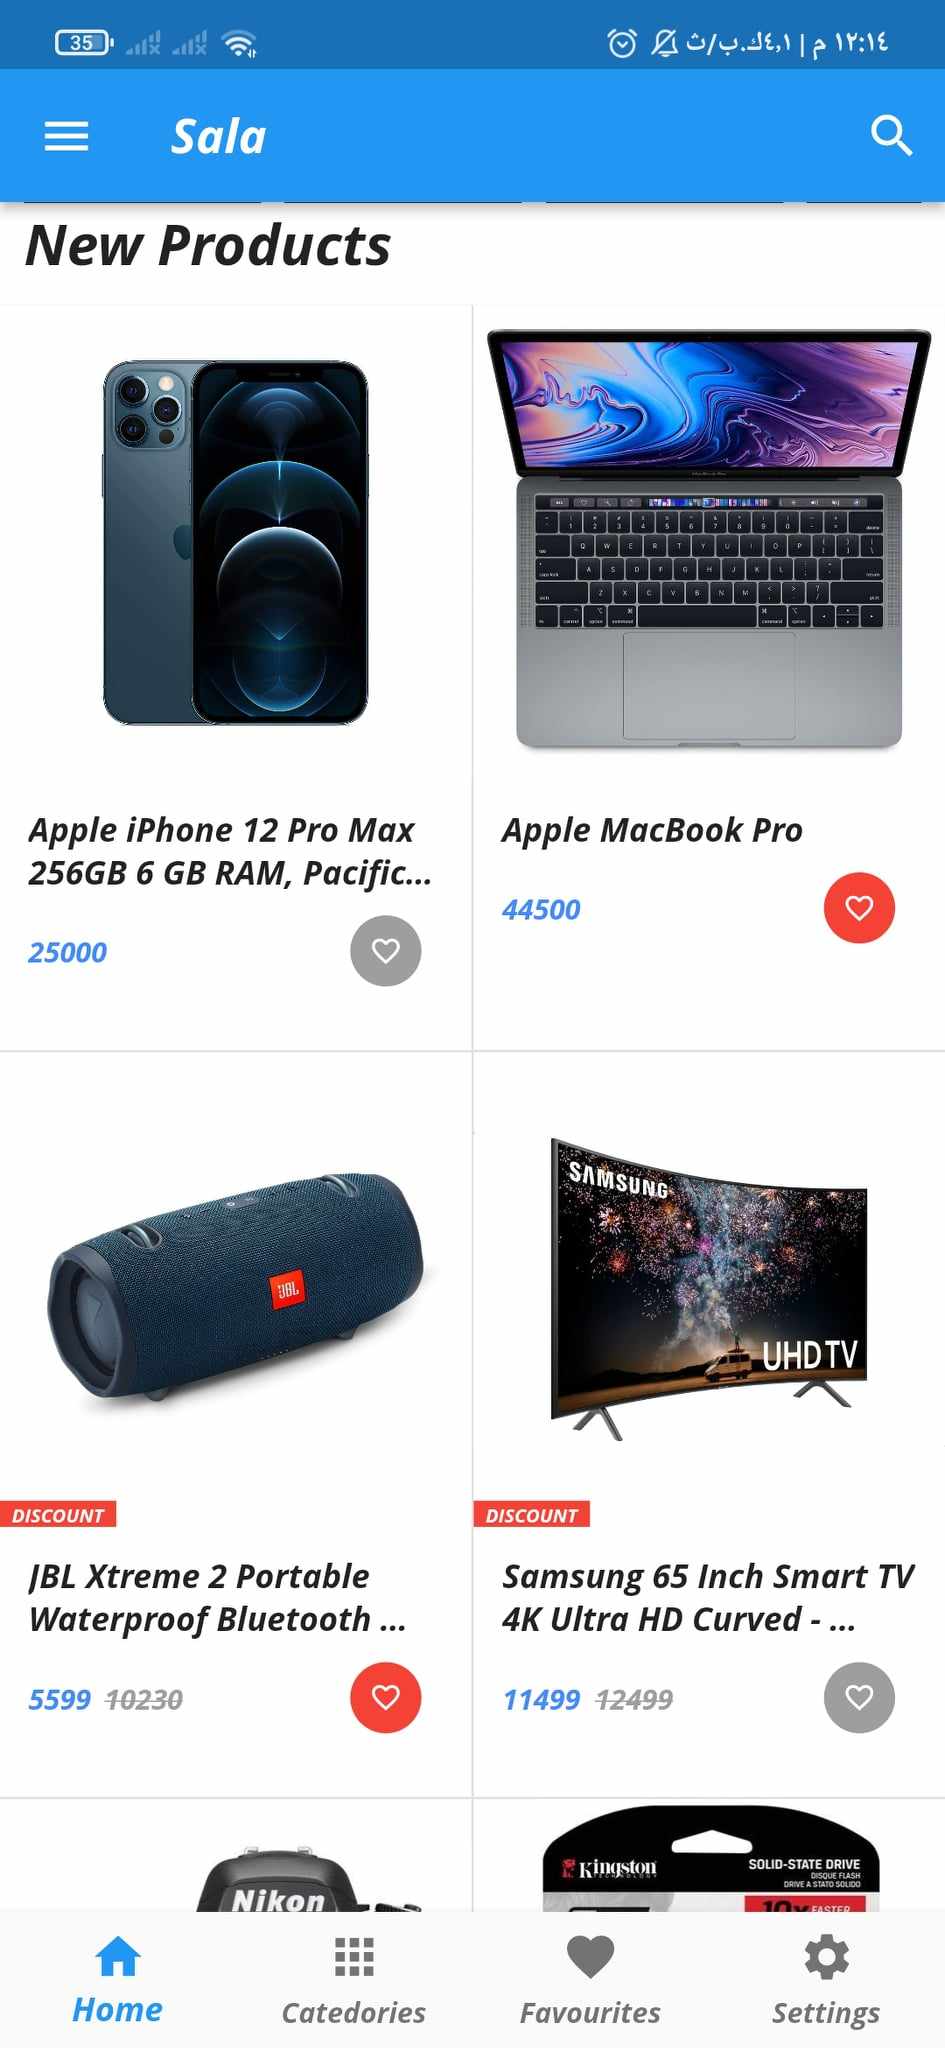 35
١٢:١٤ م | ٤,١ك.ب/ث
Sala
New Products
Apple iPhone 12 Pro Max
256GB 6 GB RAM, Pacific...
25000
Apple MacBook Pro
44500
JBL
SAMSUNG
UHD TV
DISCOUNT
JBL Xtreme 2 Portable
Waterproof Bluetooth ...
5599 10230
DISCOUNT
Samsung 65 Inch Smart TV
4K Ultra HD Curved - ...
11499 12499
Nikon
Kingston
TECHNOLOGY
SOLID-STATE DRIVE
DISQUE FLASH
DRIVE A STATO SOLIDO
10x FASTER
Home
Catedories
Favourites
Settings